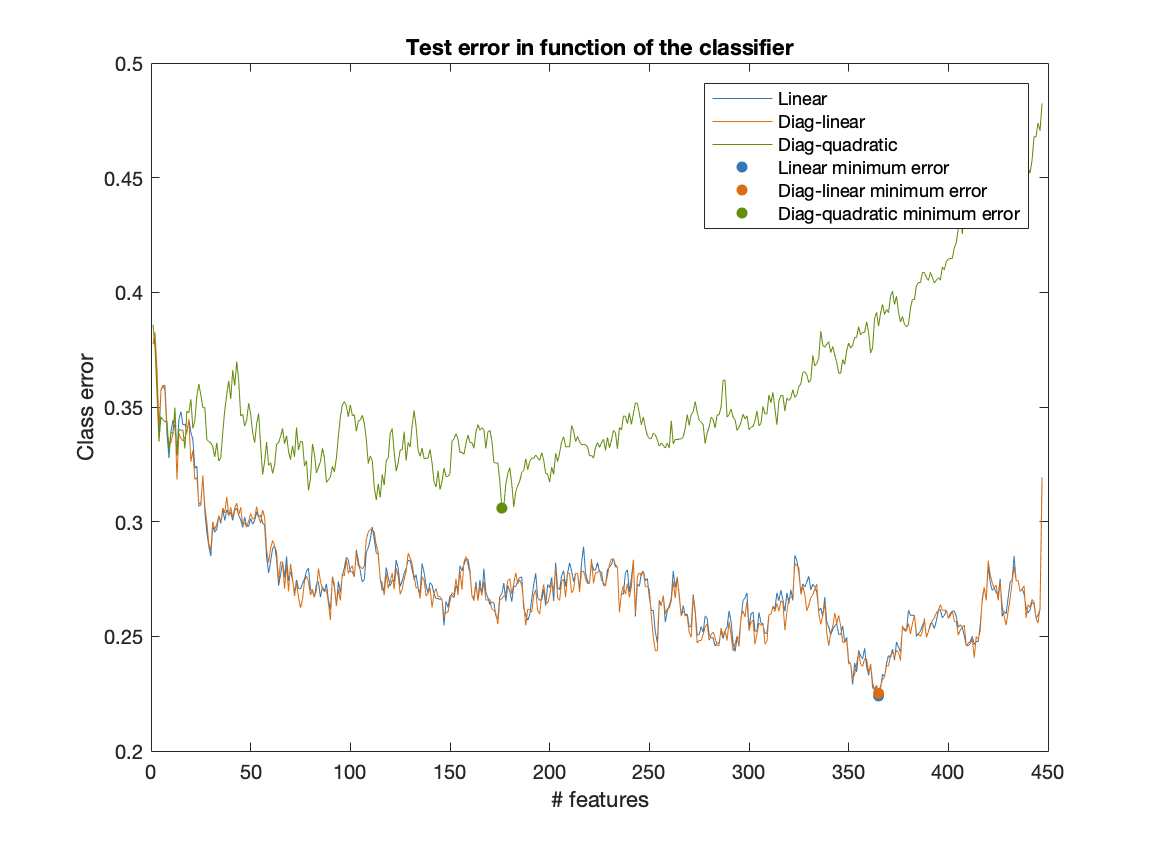 Test error in function of the classifier
0.5
0.45
0.4
0.35
0.3
0.25
0.2
Class error
Linear
Diag-linear
Diag-quadratic
Linear minimum error
Diag-linear minimum error
Diag-quadratic minimum error
0 50 100 150 200 250 300 350 400 450
# features